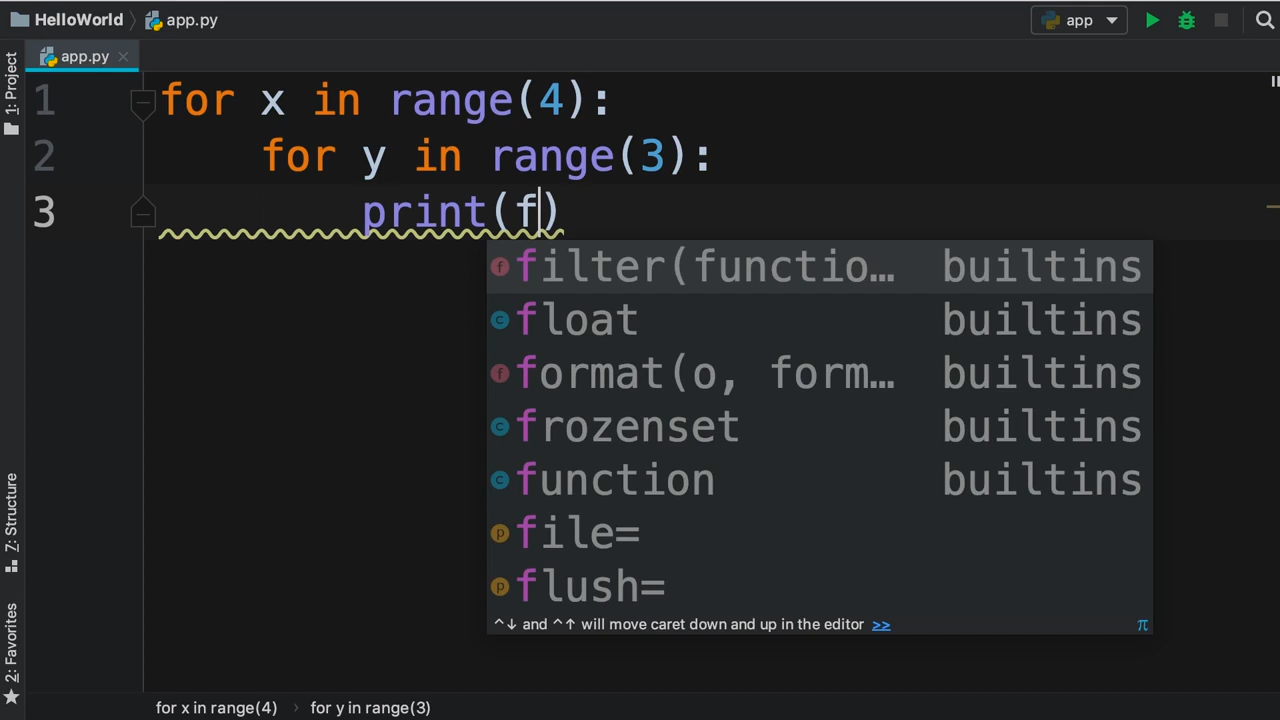 HelloWorld app.py app
app.py
1: Project
1 for x in range(4):
2 for y in range(3):
3 print(f)
filter(functio… builtins
float builtins
format(o, form… builtins
frozenset builtins
function builtins
file=
flush=
^↓ and ^↑ will move caret down and up in the editor >> π
7: Structure
2: Favorites
for x in range(4) › for y in range(3)